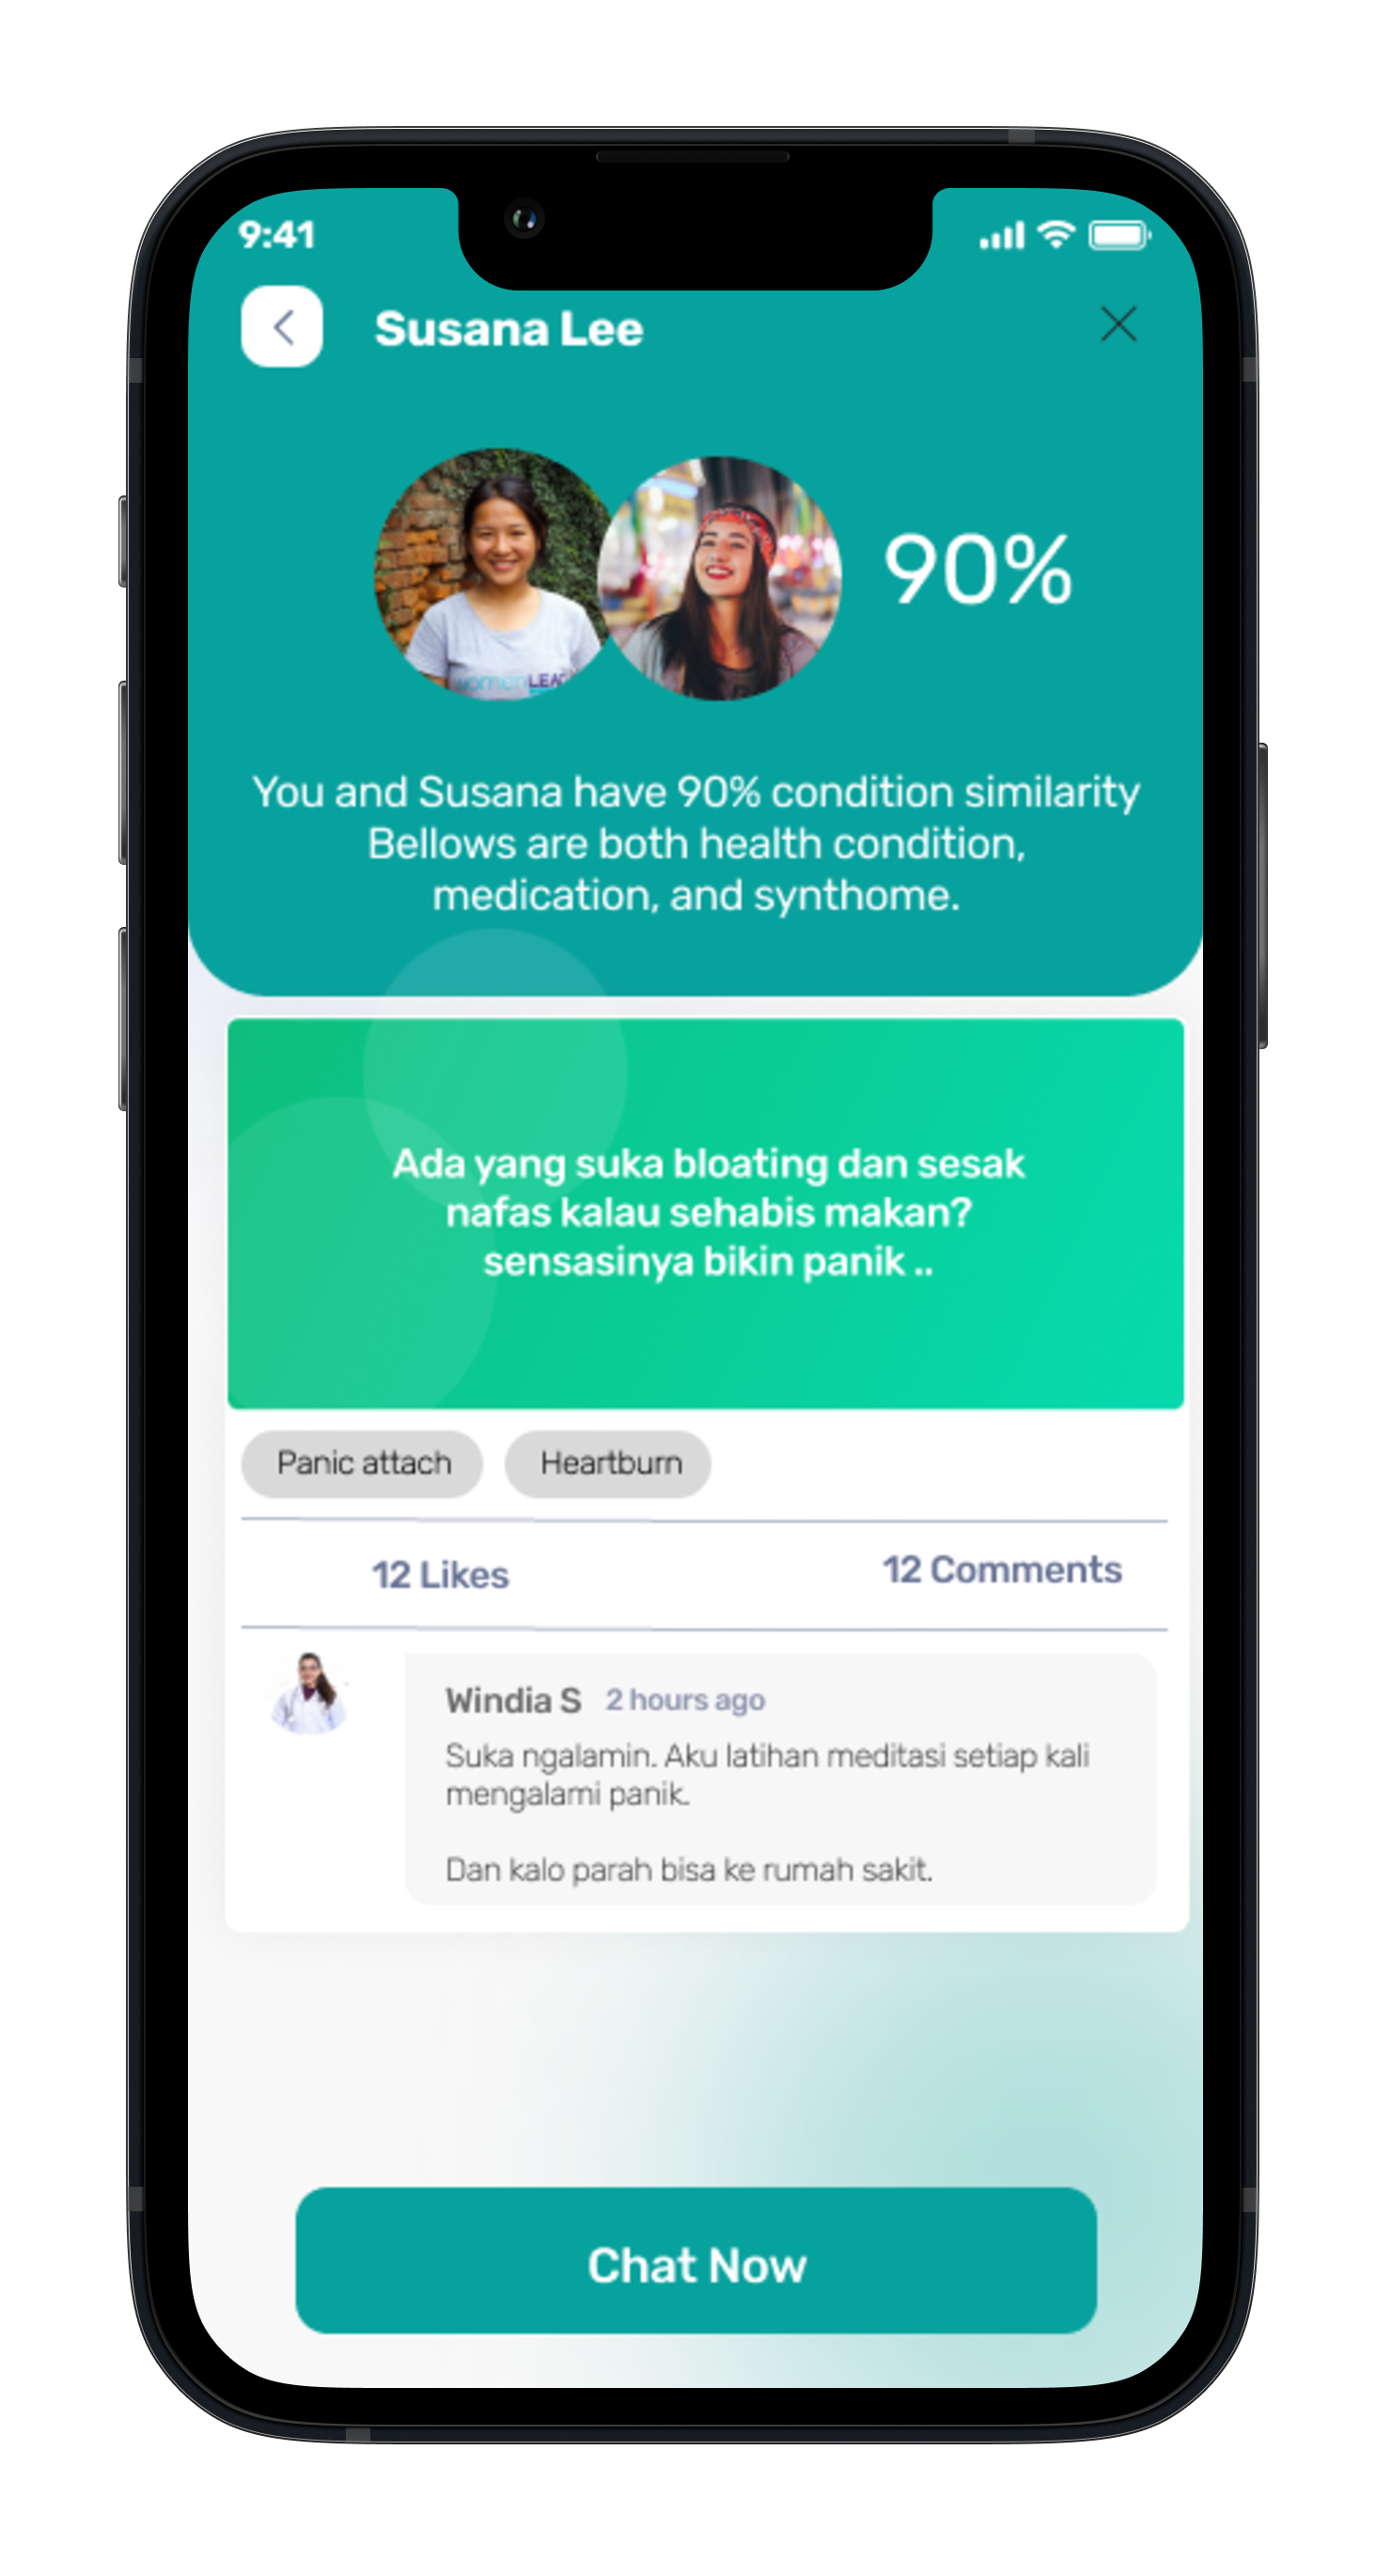 9:41
Susana Lee
90%
women LEAD
You and Susana have 90% condition similarity
Bellows are both health condition,
medication, and synthome.
Ada yang suka bloating dan sesak
nafas kalau sehabis makan?
sensasinya bikin panik ..
Panic attach Heartburn
12 Likes 12 Comments
Windia S 2 hours ago
Suka ngalamin. Aku latihan meditasi setiap kali
mengalami panik.
Dan kalo parah bisa ke rumah sakit.
Chat Now